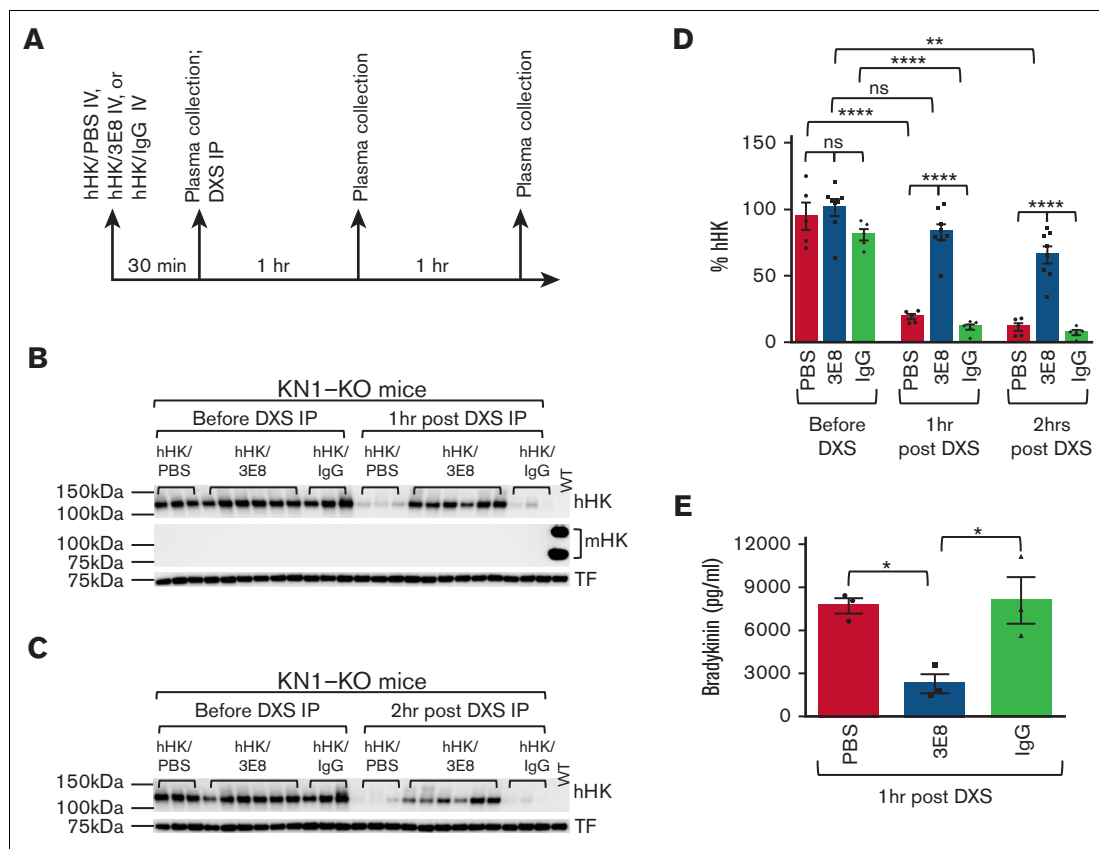 A
hHK/PBS IV,
hHK/3E8 IV, or
hHK/IgG IV
Plasma collection;
DXS IP
Plasma collection
Plasma collection
30 min
1 hr
1 hr
B
KN1–KO mice
Before DXS IP
1hr post DXS IP
hHK/
PBS
hHK/
3E8
hHK/
IgG
hHK/
PBS
hHK/
3E8
hHK/
IgG
WT
150kDa
100kDa
hHK
100kDa
75kDa
mHK
75kDa
TF
C
KN1–KO mice
Before DXS IP
2hr post DXS IP
hHK/
PBS
hHK/
3E8
hHK/
IgG
hHK/
PBS
hHK/
3E8
hHK/
IgG
WT
150kDa
100kDa
hHK
75kDa
TF
D
**
****
ns
****
ns
****
****
% hHK
150
100
50
0
PBS
3E8
IgG
PBS
3E8
IgG
PBS
3E8
IgG
Before
DXS
1hr
post DXS
2hrs
post DXS
E
*
*
Bradykinin (pg/ml)
12000
9000
6000
3000
0
PBS
3E8
IgG
1hr post DXS